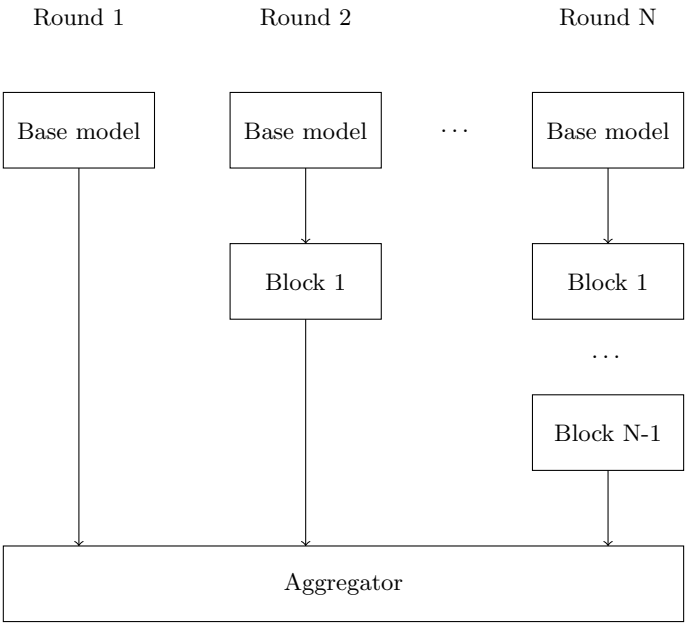 Round 1
Round 2
Round N
Base model
Base model
...
Base model
Block 1
Block 1
...
Block N-1
Aggregator